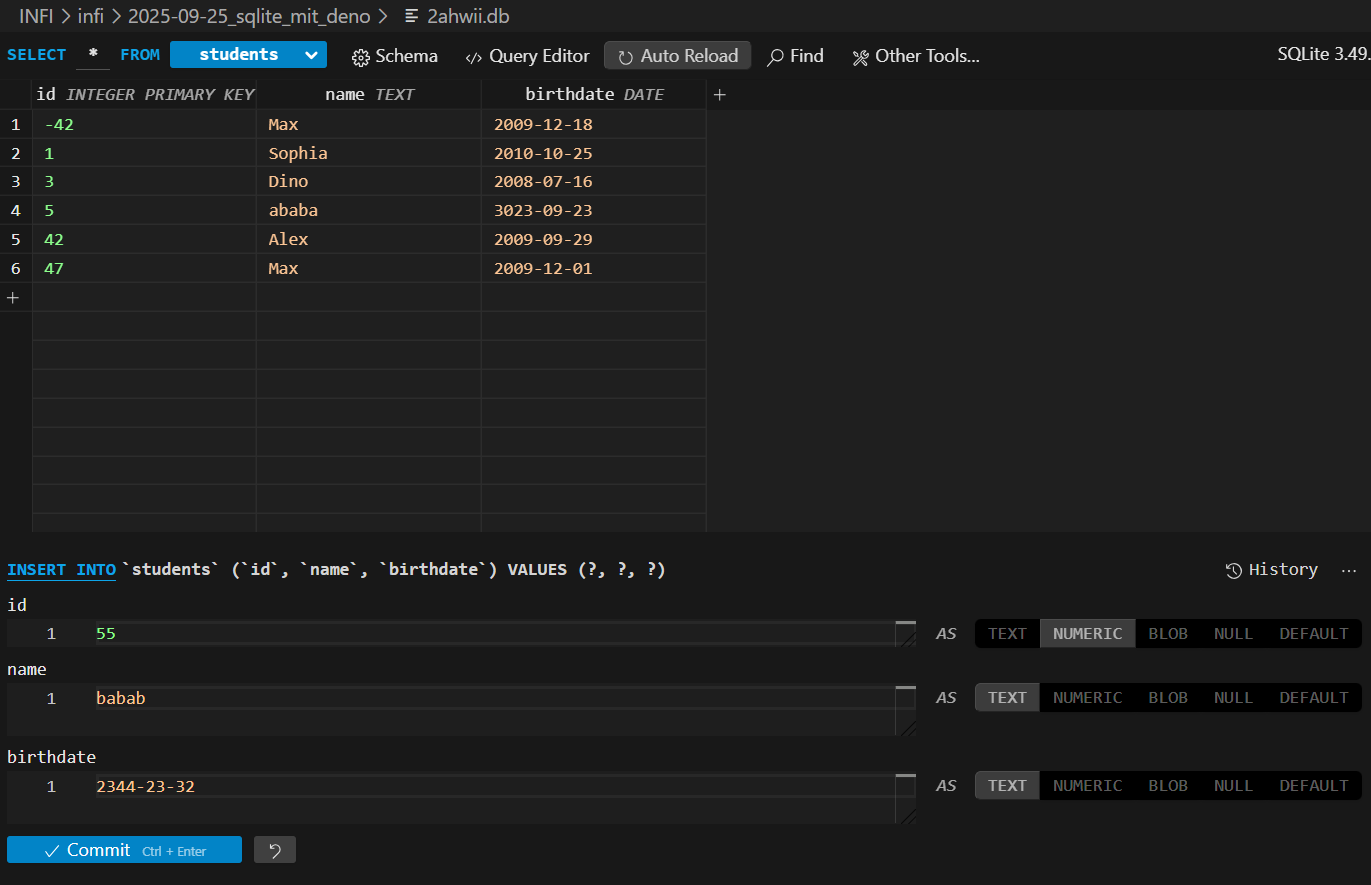 INFI > infi > 2025-09-25_sqlite_mit_deno > 2ahwii.db
SELECT * FROM students Schema </> Query Editor Auto Reload Find Other Tools... SQLite 3.49.
id INTEGER PRIMARY KEY name TEXT birthdate DATE +
1 -42 Max 2009-12-18
2 1 Sophia 2010-10-25
3 3 Dino 2008-07-16
4 5 ababa 3023-09-23
5 42 Alex 2009-09-29
6 47 Max 2009-12-01
+
INSERT INTO `students` (`id`, `name`, `birthdate`) VALUES (?, ?, ?) History ...
id
1 55 AS TEXT NUMERIC BLOB NULL DEFAULT
name
1 babab AS TEXT NUMERIC BLOB NULL DEFAULT
birthdate
1 2344-23-32 AS TEXT NUMERIC BLOB NULL DEFAULT
Commit Ctrl + Enter